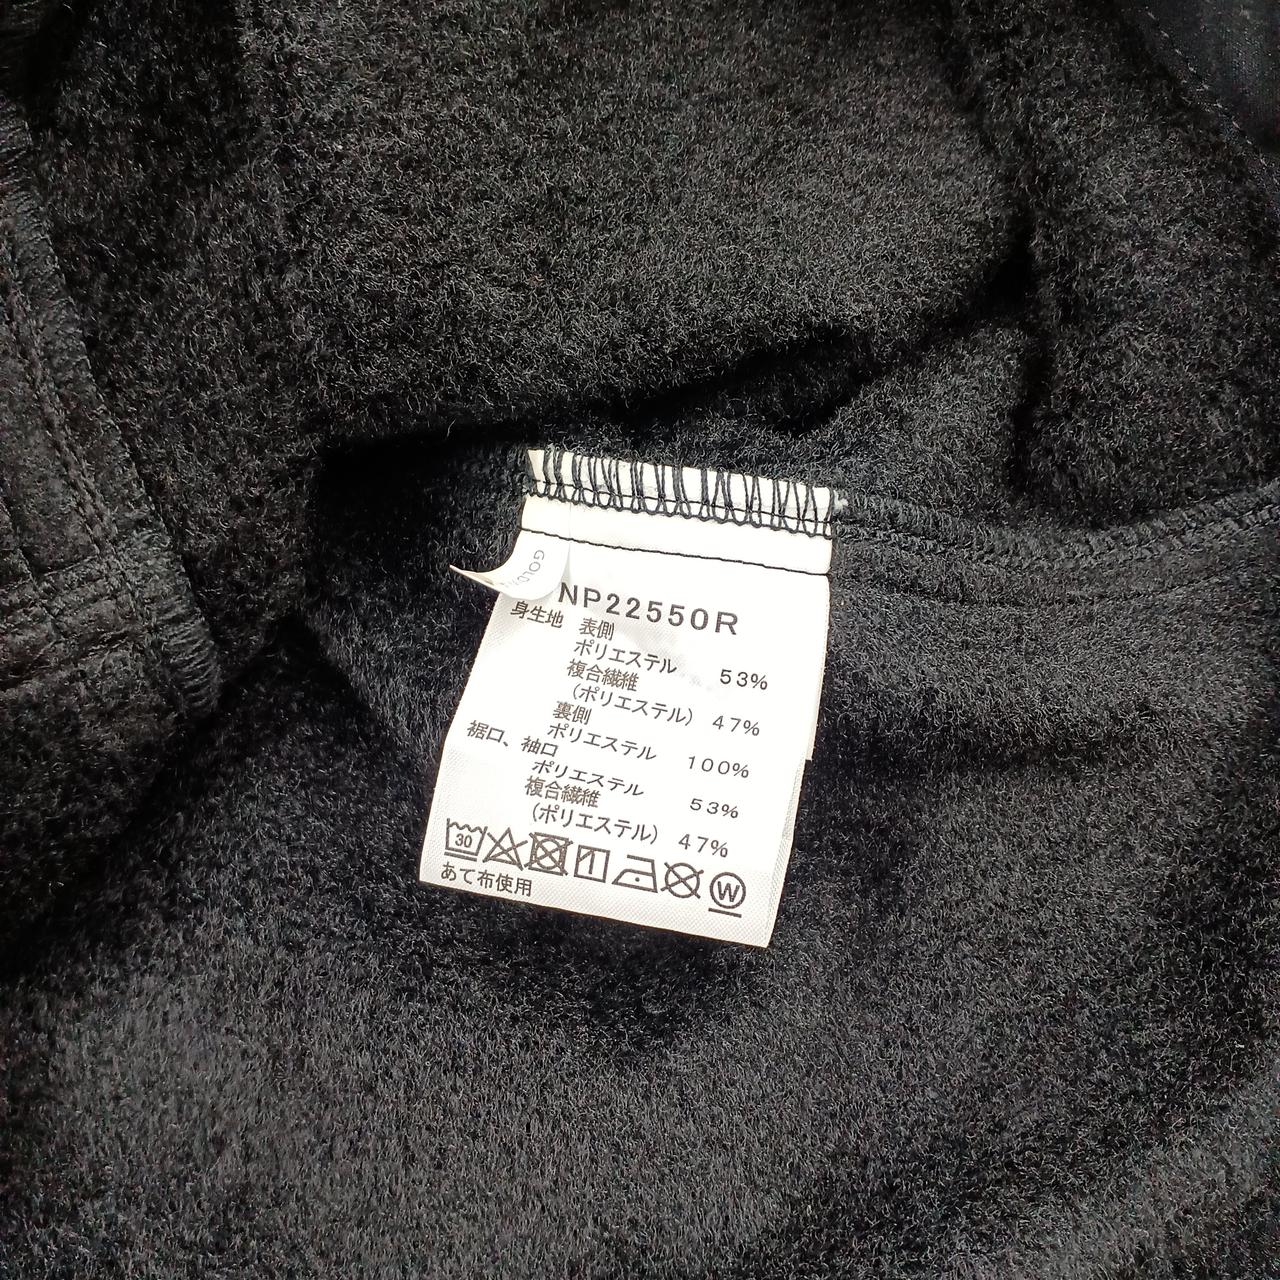 GOLD
NP22550R
身生地 表側
ポリエステル 53%
複合繊維
(ポリエステル) 47%
裏側
ポリエステル 100%
裾口、袖口
ポリエステル 53%
複合繊維
(ポリエステル) 47%
30 W
あて布使用